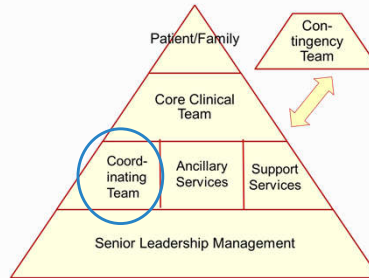 Patient/Family
Con-
tingency
Team
Core Clinical
Team
Coord-
inating
Team
Ancillary
Services
Support
Services
Senior Leadership Management